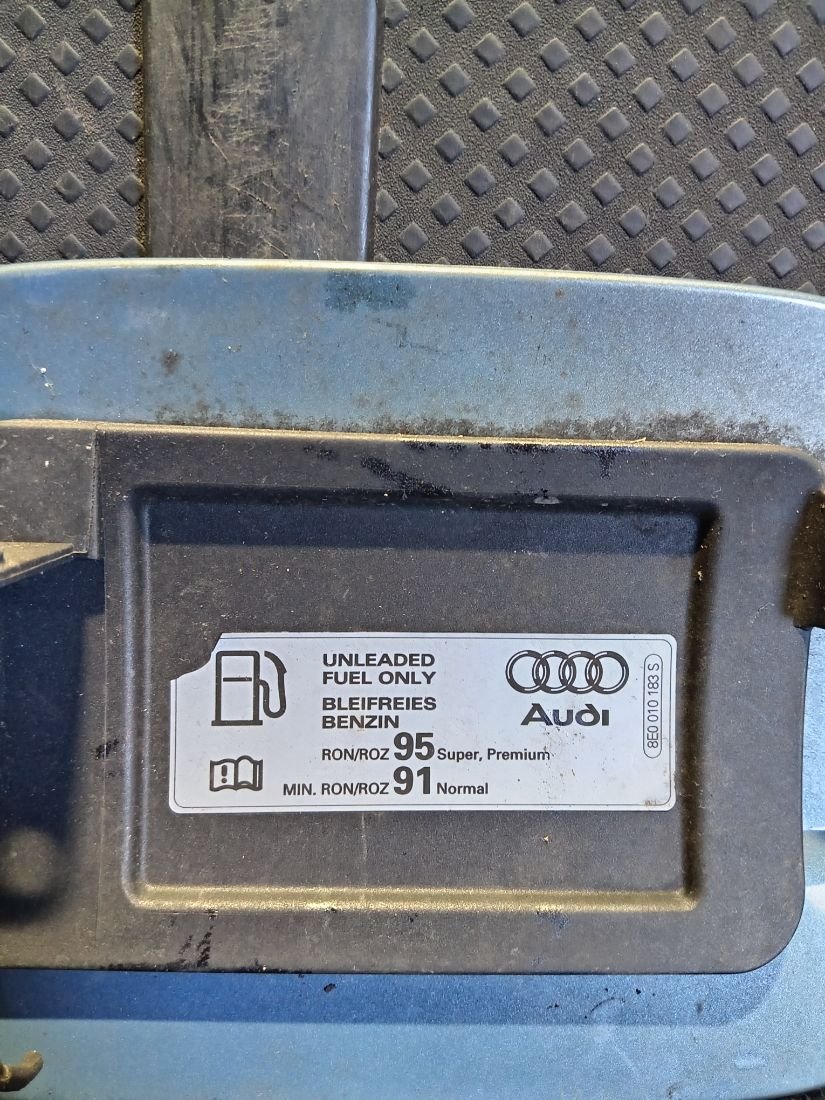 UNLEADED
FUEL ONLY
BLEIFREIES
BENZIN
RON/ROZ 95 Super, Premium
MIN. RON/ROZ 91 Normal
Audi
8E0 010 183 S